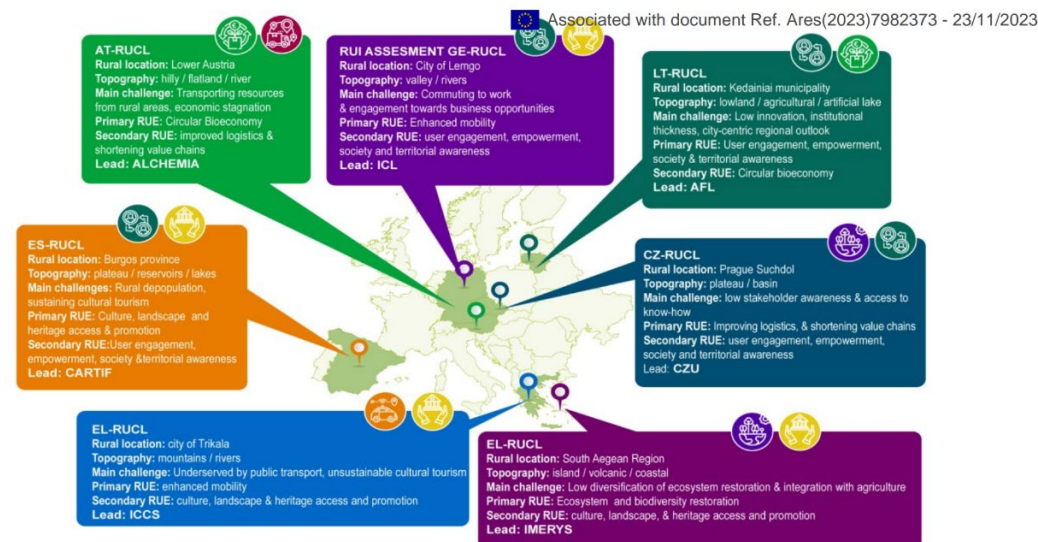 Associated with document Ref. Ares(2023)7982373 - 23/11/2023
AT-RUCL
Rural location: Lower Austria
Topography: hilly / flatland / river
Main challenge: Transporting resources
from rural areas, economic stagnation
Primary RUE: Circular Bioeconomy
Secondary RUE: improved logistics &
shortening value chains
Lead: ALCHEMIA
RUI ASSESMENT GE-RUCL
Rural location: City of Lemgo
Topography: valley / rivers
Main challenge: Commuting to work
& engagement towards business opportunities
Primary RUE: Enhanced mobility
Secondary RUE: user engagement, empowerment,
society and territorial awareness
Lead: ICL
LT-RUCL
Rural location: Kedainiai municipality
Topography: lowland / agricultural / artificial lake
Main challenge: Low innovation, institutional
thickness, city-centric regional outlook
Primary RUE: User engagement, empowerment,
society & territorial awareness
Secondary RUE: Circular bioeconomy
Lead: AFL
ES-RUCL
Rural location: Burgos province
Topography: plateau / reservoirs / lakes
Main challenges: Rural depopulation,
sustaining cultural tourism
Primary RUE: Culture, landscape and
heritage access & promotion
Secondary RUE:User engagement,
empowerment, society &territorial awareness
Lead: CARTIF
CZ-RUCL
Rural location: Prague Suchdol
Topography: plateau / basin
Main challenge: low stakeholder awareness & access to
know-how
Primary RUE: Improving logistics, & shortening value chains
Secondary RUE: user engagement, empowerment,
society and territorial awareness
Lead: CZU
EL-RUCL
Rural location: city of Trikala
Topography: mountains / rivers
Main challenge: Underserved by public transport, unsustainable cultural tourism
Primary RUE: enhanced mobility
Secondary RUE: culture, landscape & heritage access and promotion
Lead: ICCS
EL-RUCL
Rural location: South Aegean Region
Topography: island / volcanic / coastal
Main challenge: Low diversification of ecosystem restoration & integration with agriculture
Primary RUE: Ecosystem and biodiversity restoration
Secondary RUE: culture, landscape, & heritage access and promotion
Lead: IMERYS